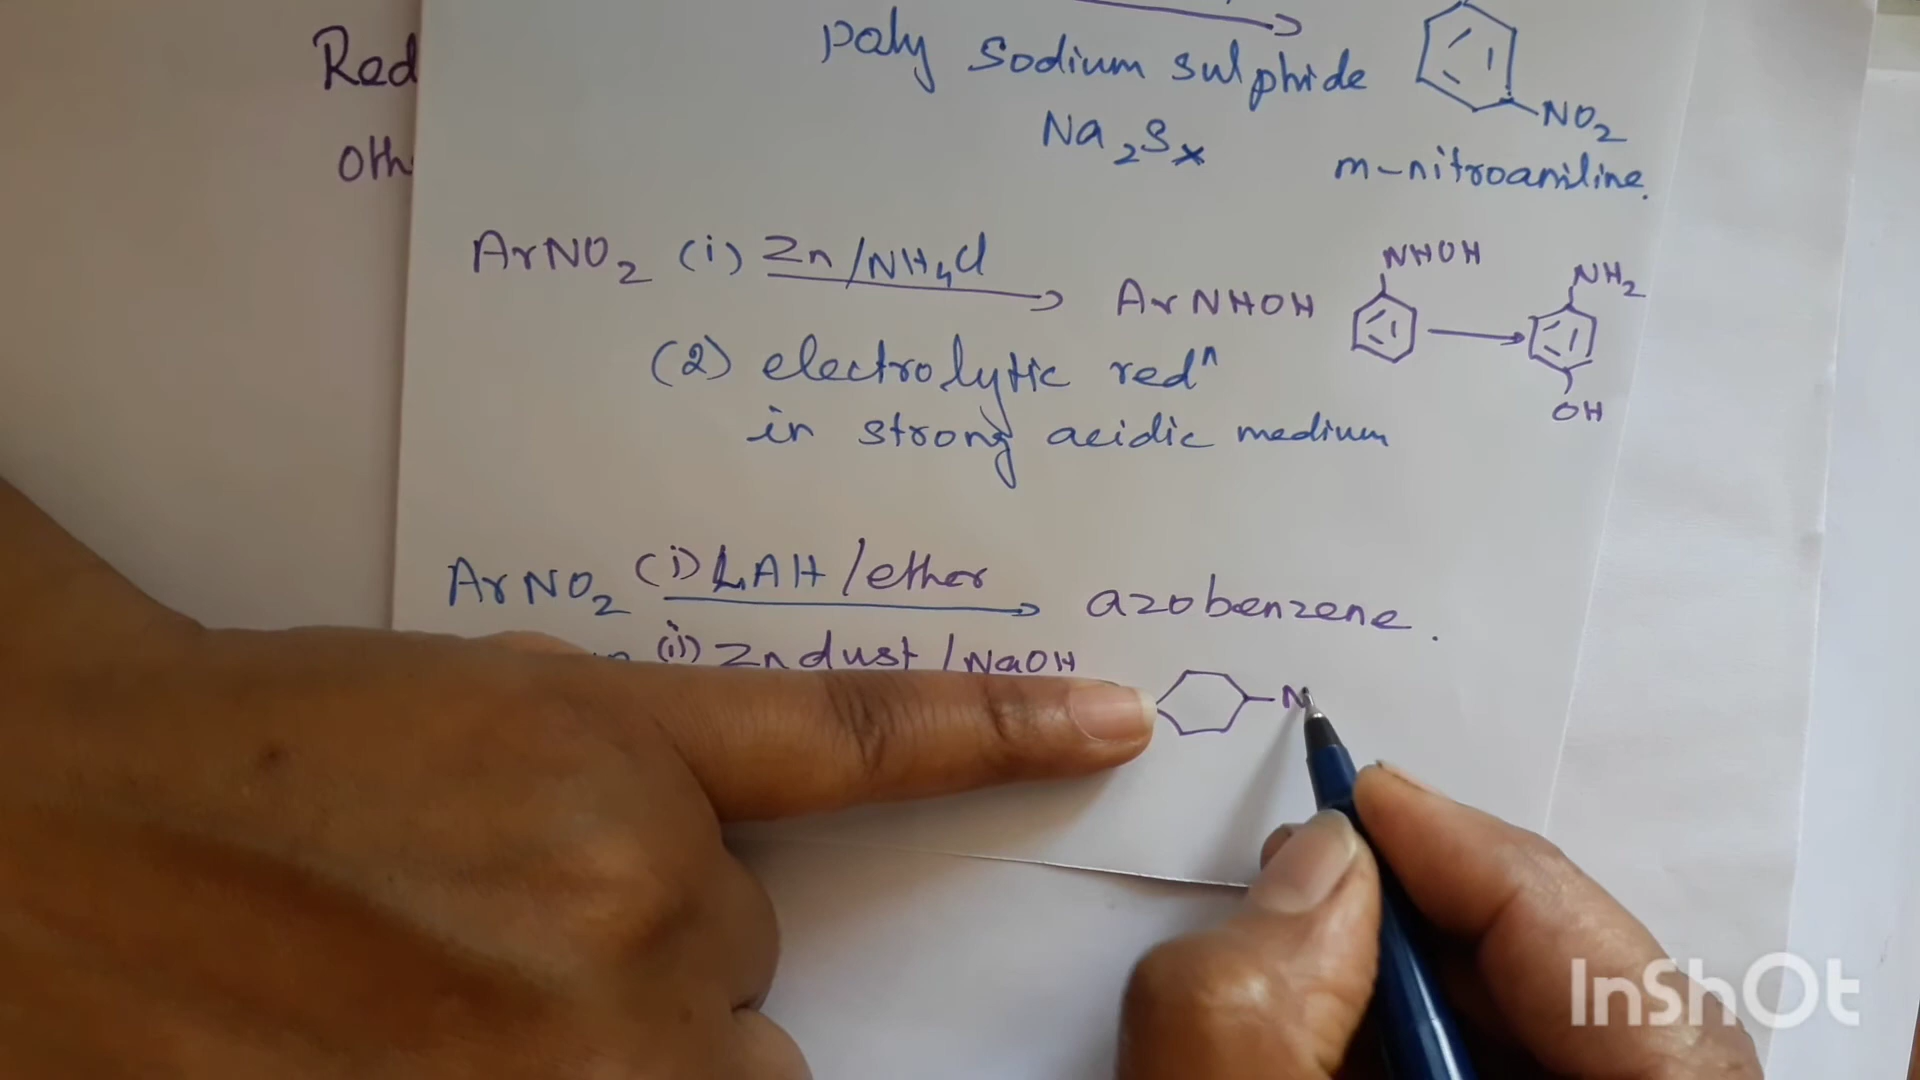 Red
Oth
paly sodium sulphide
Na2Sx
NO2
m-nitroaniline.
ArNO2 (i) Zn/NH4Cl
ArNHOH
NHOH
NH2
OH
(2) electrolytic redn
in strong acidic medium
ArNO2 (i) LAH/ether
azobenzene.
(ii) Zn dust/NaOH
N
InShOt